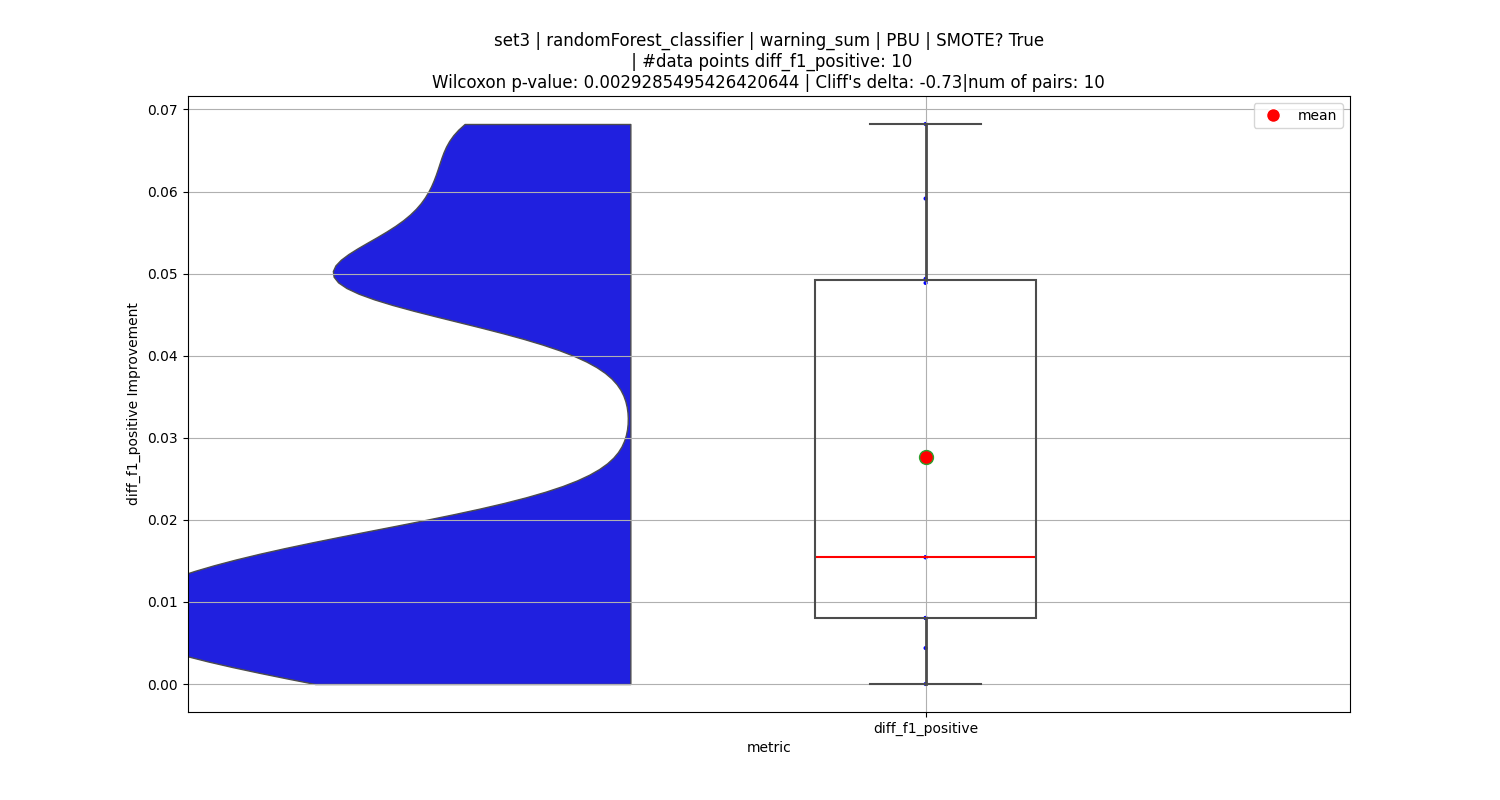 set3 | randomForest_classifier | warning_sum | PBU | SMOTE? True
| #data points diff_f1_positive: 10
Wilcoxon p-value: 0.0029285495426420644 | Cliff's delta: -0.73|num of pairs: 10
mean
0.07
0.06
0.05
0.04
0.03
0.02
0.01
0.00
diff_f1_positive Improvement
diff_f1_positive
metric